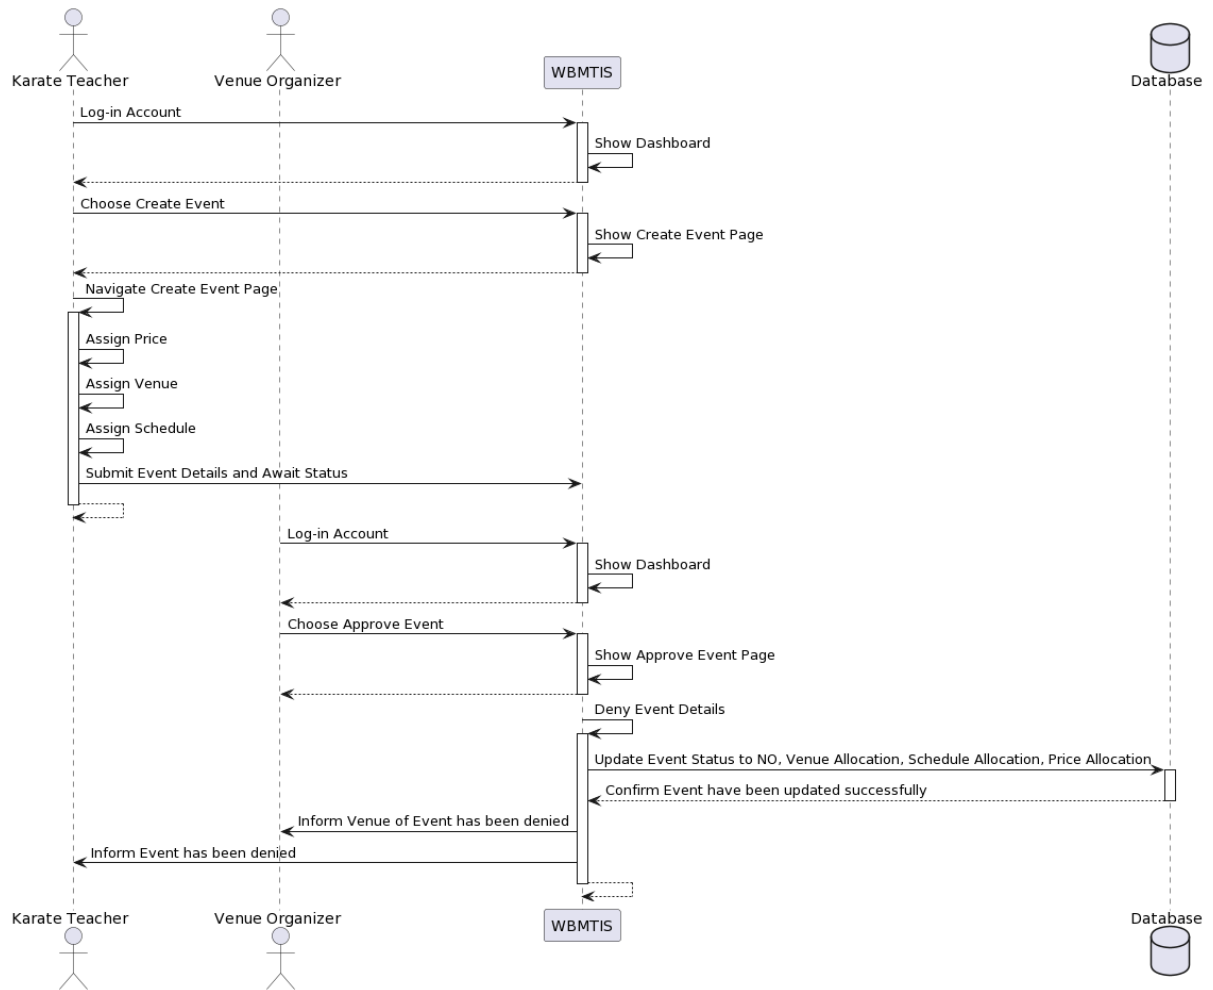 Karate Teacher
Venue Organizer
WBMTIS
Database
Log-in Account
Show Dashboard
Choose Create Event
Show Create Event Page
Navigate Create Event Page
Assign Price
Assign Venue
Assign Schedule
Submit Event Details and Await Status
Log-in Account
Show Dashboard
Choose Approve Event
Show Approve Event Page
Deny Event Details
Update Event Status to NO, Venue Allocation, Schedule Allocation, Price Allocation
Confirm Event have been updated successfully
Inform Venue of Event has been denied
Inform Event has been denied
Karate Teacher
Venue Organizer
WBMTIS
Database